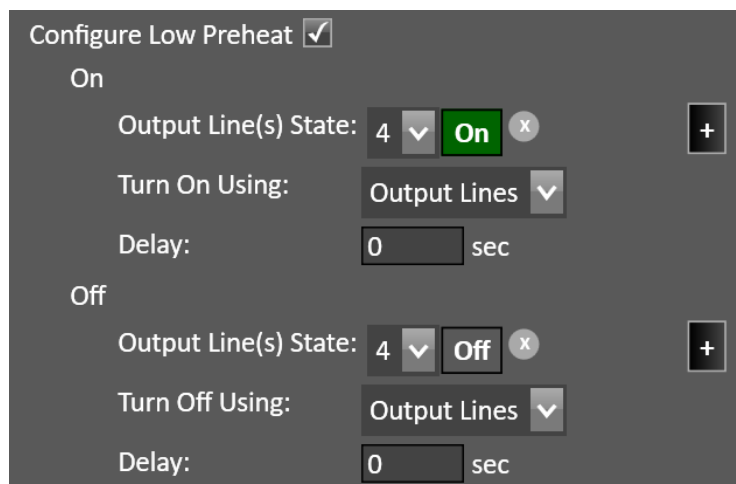 Configure Low Preheat
On
Output Line(s) State: 4 On x +
Turn On Using: Output Lines
Delay: 0 sec
Off
Output Line(s) State: 4 Off x +
Turn Off Using: Output Lines
Delay: 0 sec